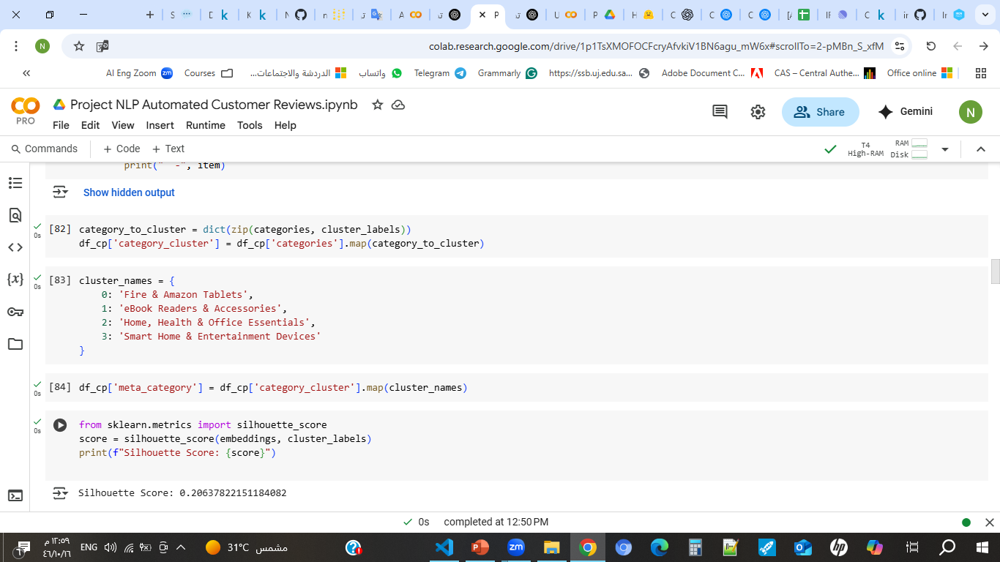 S
D
K
N
n
ت
A
ت
P
ت
U
P
H
C
C
C
[A
IF
C
in
In
N
colab.research.google.com/drive/1p1TsXMOFOCFcryAfvkiV1BN6agu_mW6x#scrollTo=2-pMBn_S_xfM
AI Eng Zoom
Courses
الدردشة والاجتماعات...
واتساب
Telegram
Grammarly
https://ssb.uj.edu.sa...
Adobe Document C...
CAS – Central Authe...
Office online
CO
PRO
Project NLP Automated Customer Reviews.ipynb
File Edit View Insert Runtime Tools Help
Share
Gemini
N
Commands
+ Code + Text
T4
High-RAM
RAM
Disk
print("   -", item)
Show hidden output
0s
[82] category_to_cluster = dict(zip(categories, cluster_labels))
df_cp['category_cluster'] = df_cp['categories'].map(category_to_cluster)
0s
[83] cluster_names = {
0: 'Fire & Amazon Tablets',
1: 'eBook Readers & Accessories',
2: 'Home, Health & Office Essentials',
3: 'Smart Home & Entertainment Devices'
}
0s
[84] df_cp['meta_category'] = df_cp['category_cluster'].map(cluster_names)
0s
from sklearn.metrics import silhouette_score
score = silhouette_score(embeddings, cluster_labels)
print(f"Silhouette Score: {score}")
Silhouette Score: 0.20637822151184082
0s completed at 12:50 PM
١٢:٥٩ م
٤٦/١٠/١٦
ENG
31°C
مشمس